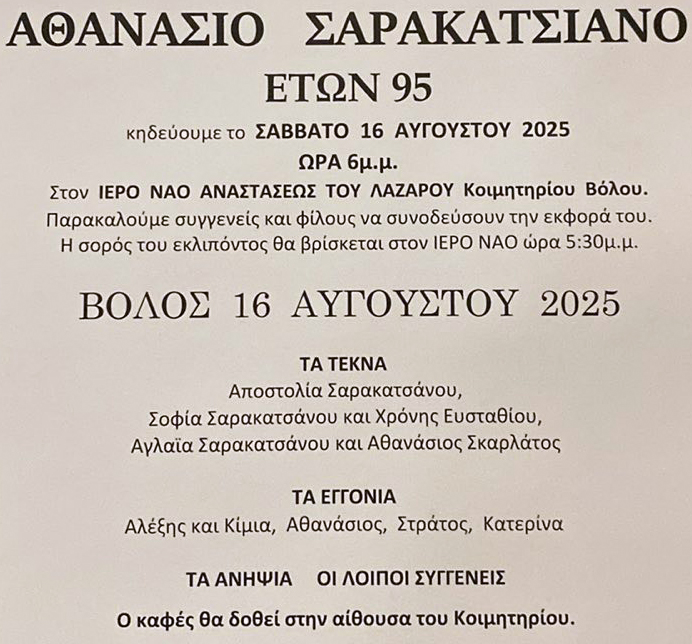 ΑΘΑΝΑΣΙΟ ΣΑΡΑΚΑΤΣΙΑΝΟ
ΕΤΩΝ 95
κηδεύουμε το ΣΑΒΒΑΤΟ 16 ΑΥΓΟΥΣΤΟΥ 2025
ΩΡΑ 6μ.μ.
Στον ΙΕΡΟ ΝΑΟ ΑΝΑΣΤΑΣΕΩΣ ΤΟΥ ΛΑΖΑΡΟΥ Κοιμητηρίου Βόλου.
Παρακαλούμε συγγενείς και φίλους να συνοδεύσουν την εκφορά του.
Η σορός του εκλιπόντος θα βρίσκεται στον ΙΕΡΟ ΝΑΟ ώρα 5:30μ.μ.
ΒΟΛΟΣ 16 ΑΥΓΟΥΣΤΟΥ 2025
ΤΑ ΤΕΚΝΑ
Αποστολία Σαρακατσάνου,
Σοφία Σαρακατσάνου και Χρόνης Ευσταθίου,
Αγλαΐα Σαρακατσάνου και Αθανάσιος Σκαρλάτος
ΤΑ ΕΓΓΟΝΙΑ
Αλέξης και Κίμια, Αθανάσιος, Στράτος, Κατερίνα
ΤΑ ΑΝΗΨΙΑ ΟΙ ΛΟΙΠΟΙ ΣΥΓΓΕΝΕΙΣ
Ο καφές θα δοθεί στην αίθουσα του Κοιμητηρίου.